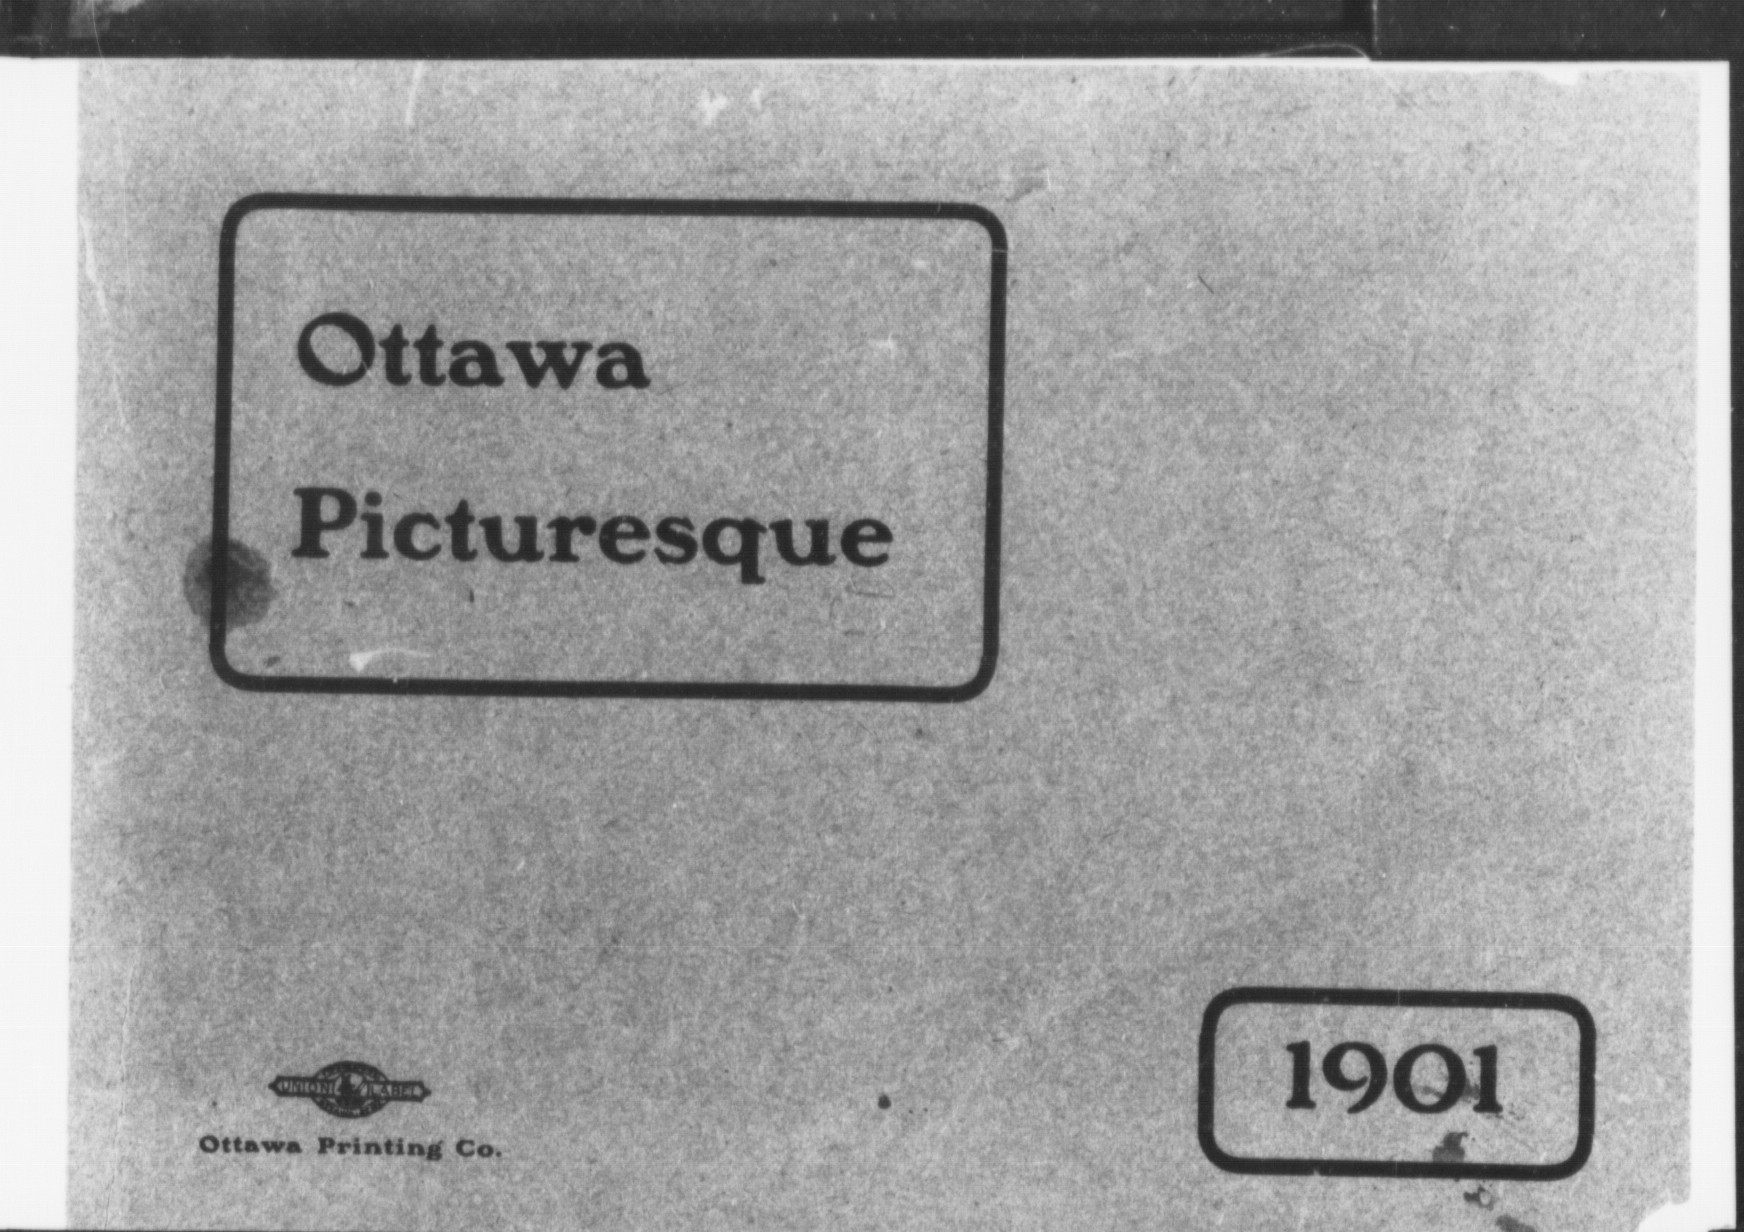 Ottawa
Picturesque
1901
UNION LABEL
Ottawa Printing Co.